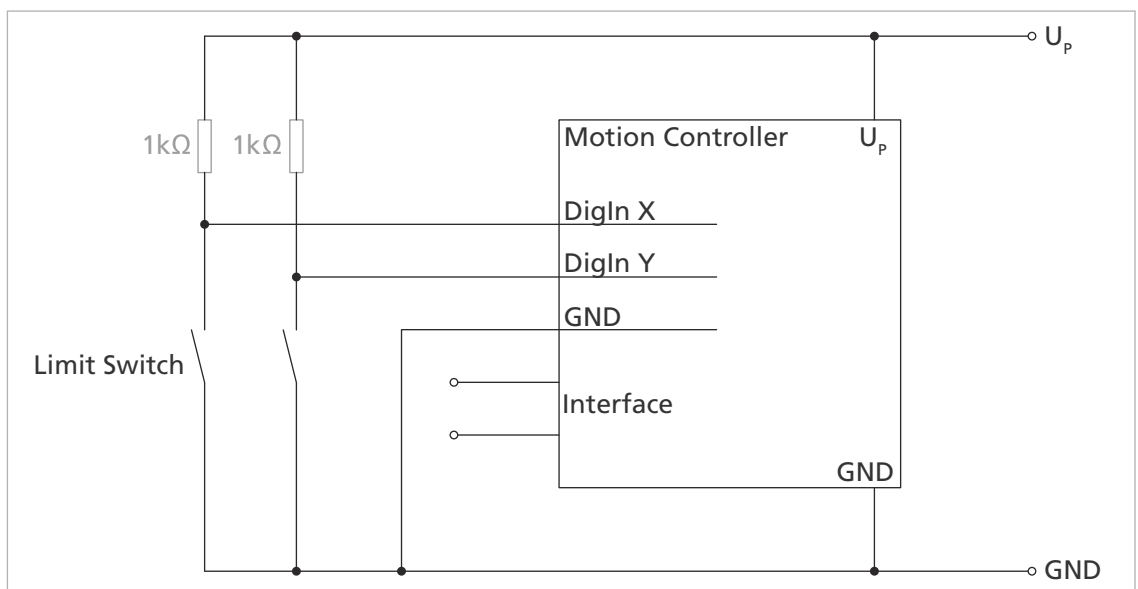 U_P
1kΩ
1kΩ
Motion Controller
U_P
DigIn X
DigIn Y
GND
Limit Switch
Interface
GND
GND